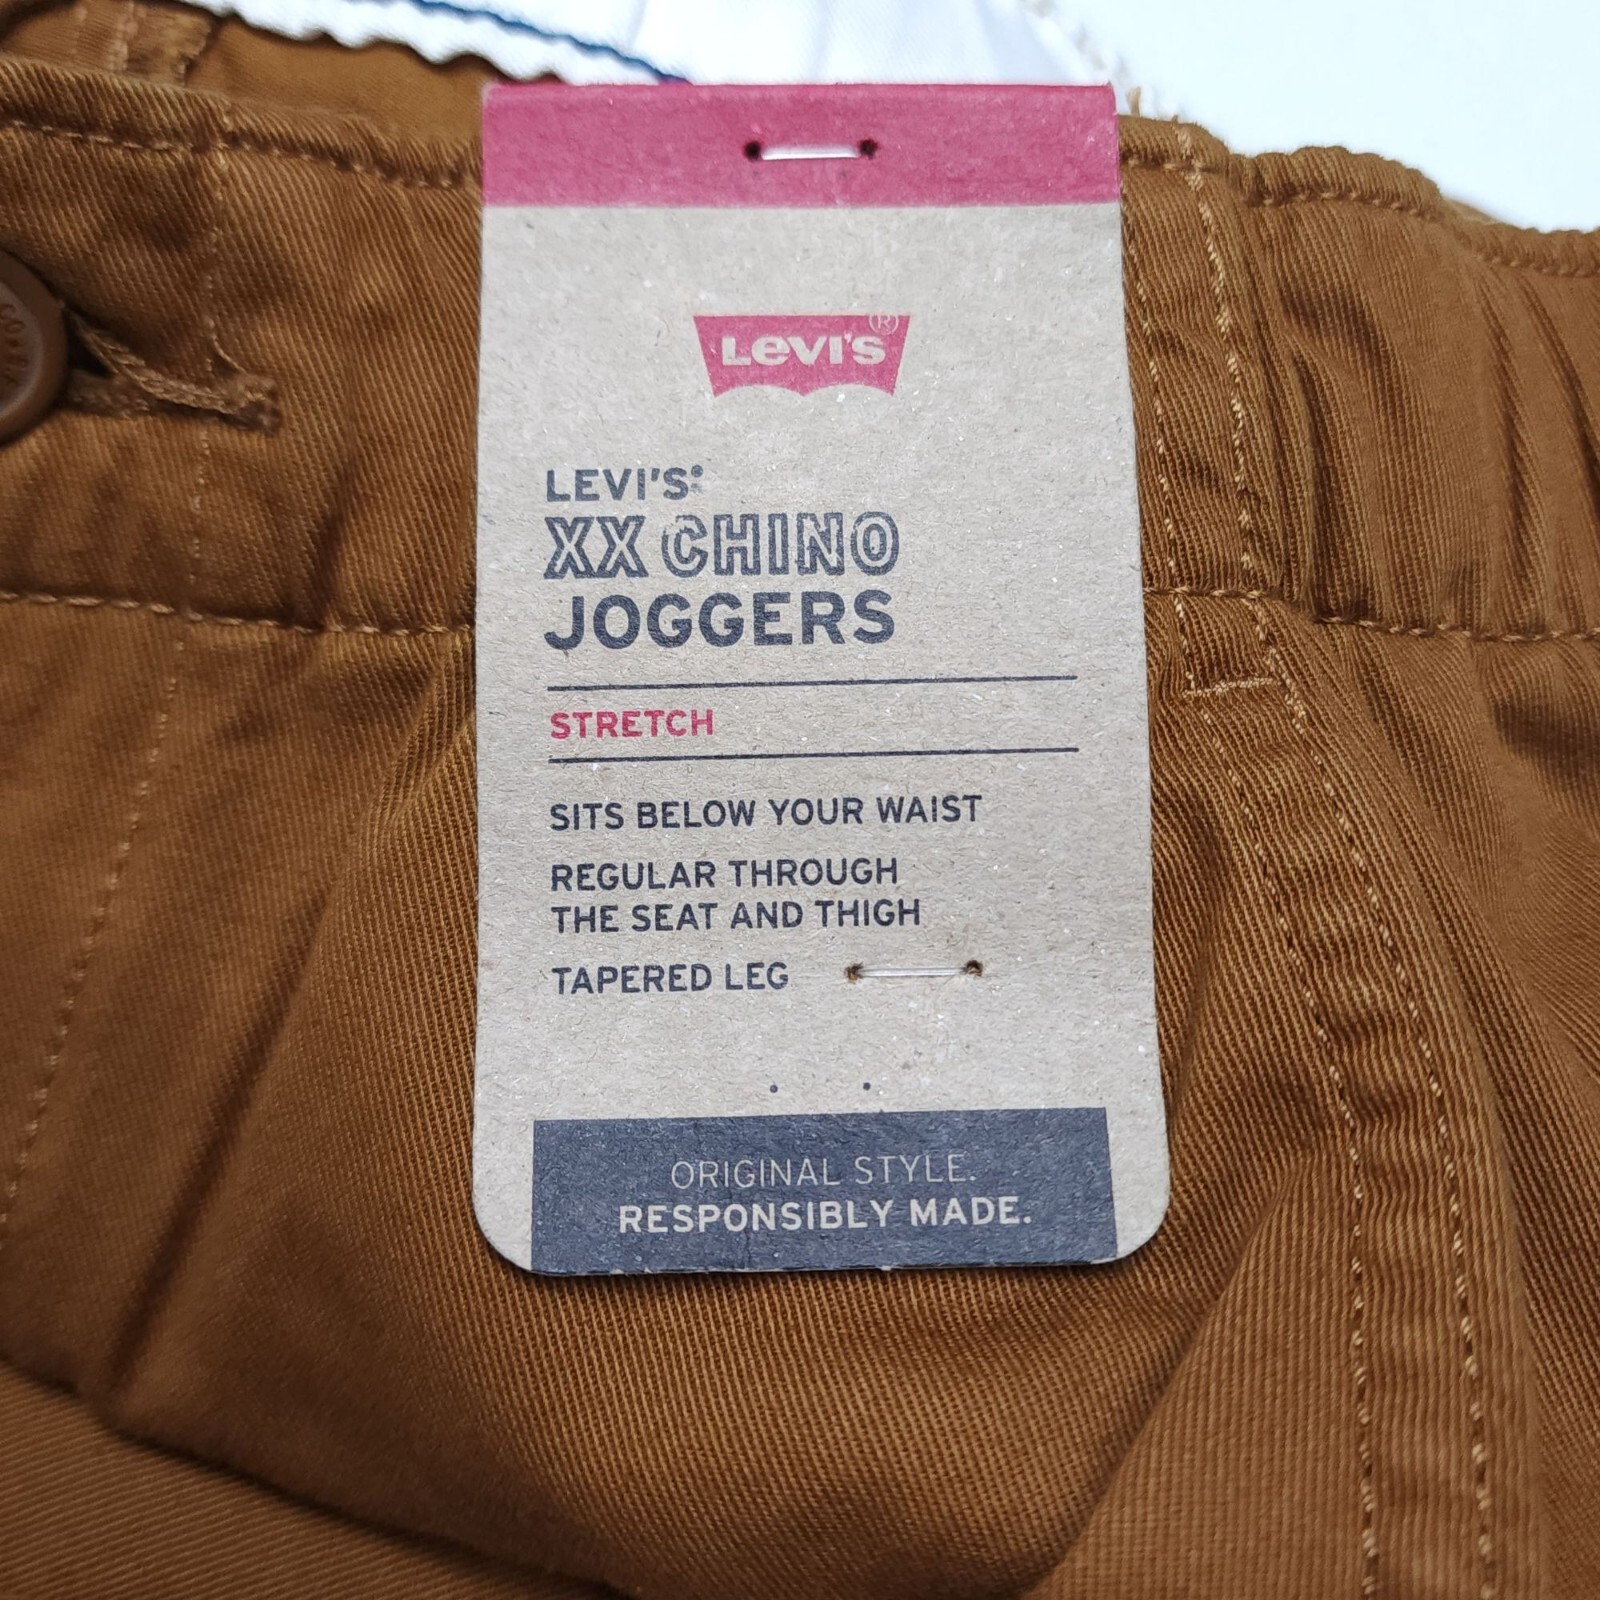 LEVI'S®
LEVI'S®
XX CHINO
JOGGERS
STRETCH
SITS BELOW YOUR WAIST
REGULAR THROUGH
THE SEAT AND THIGH
TAPERED LEG
ORIGINAL STYLE.
RESPONSIBLY MADE.